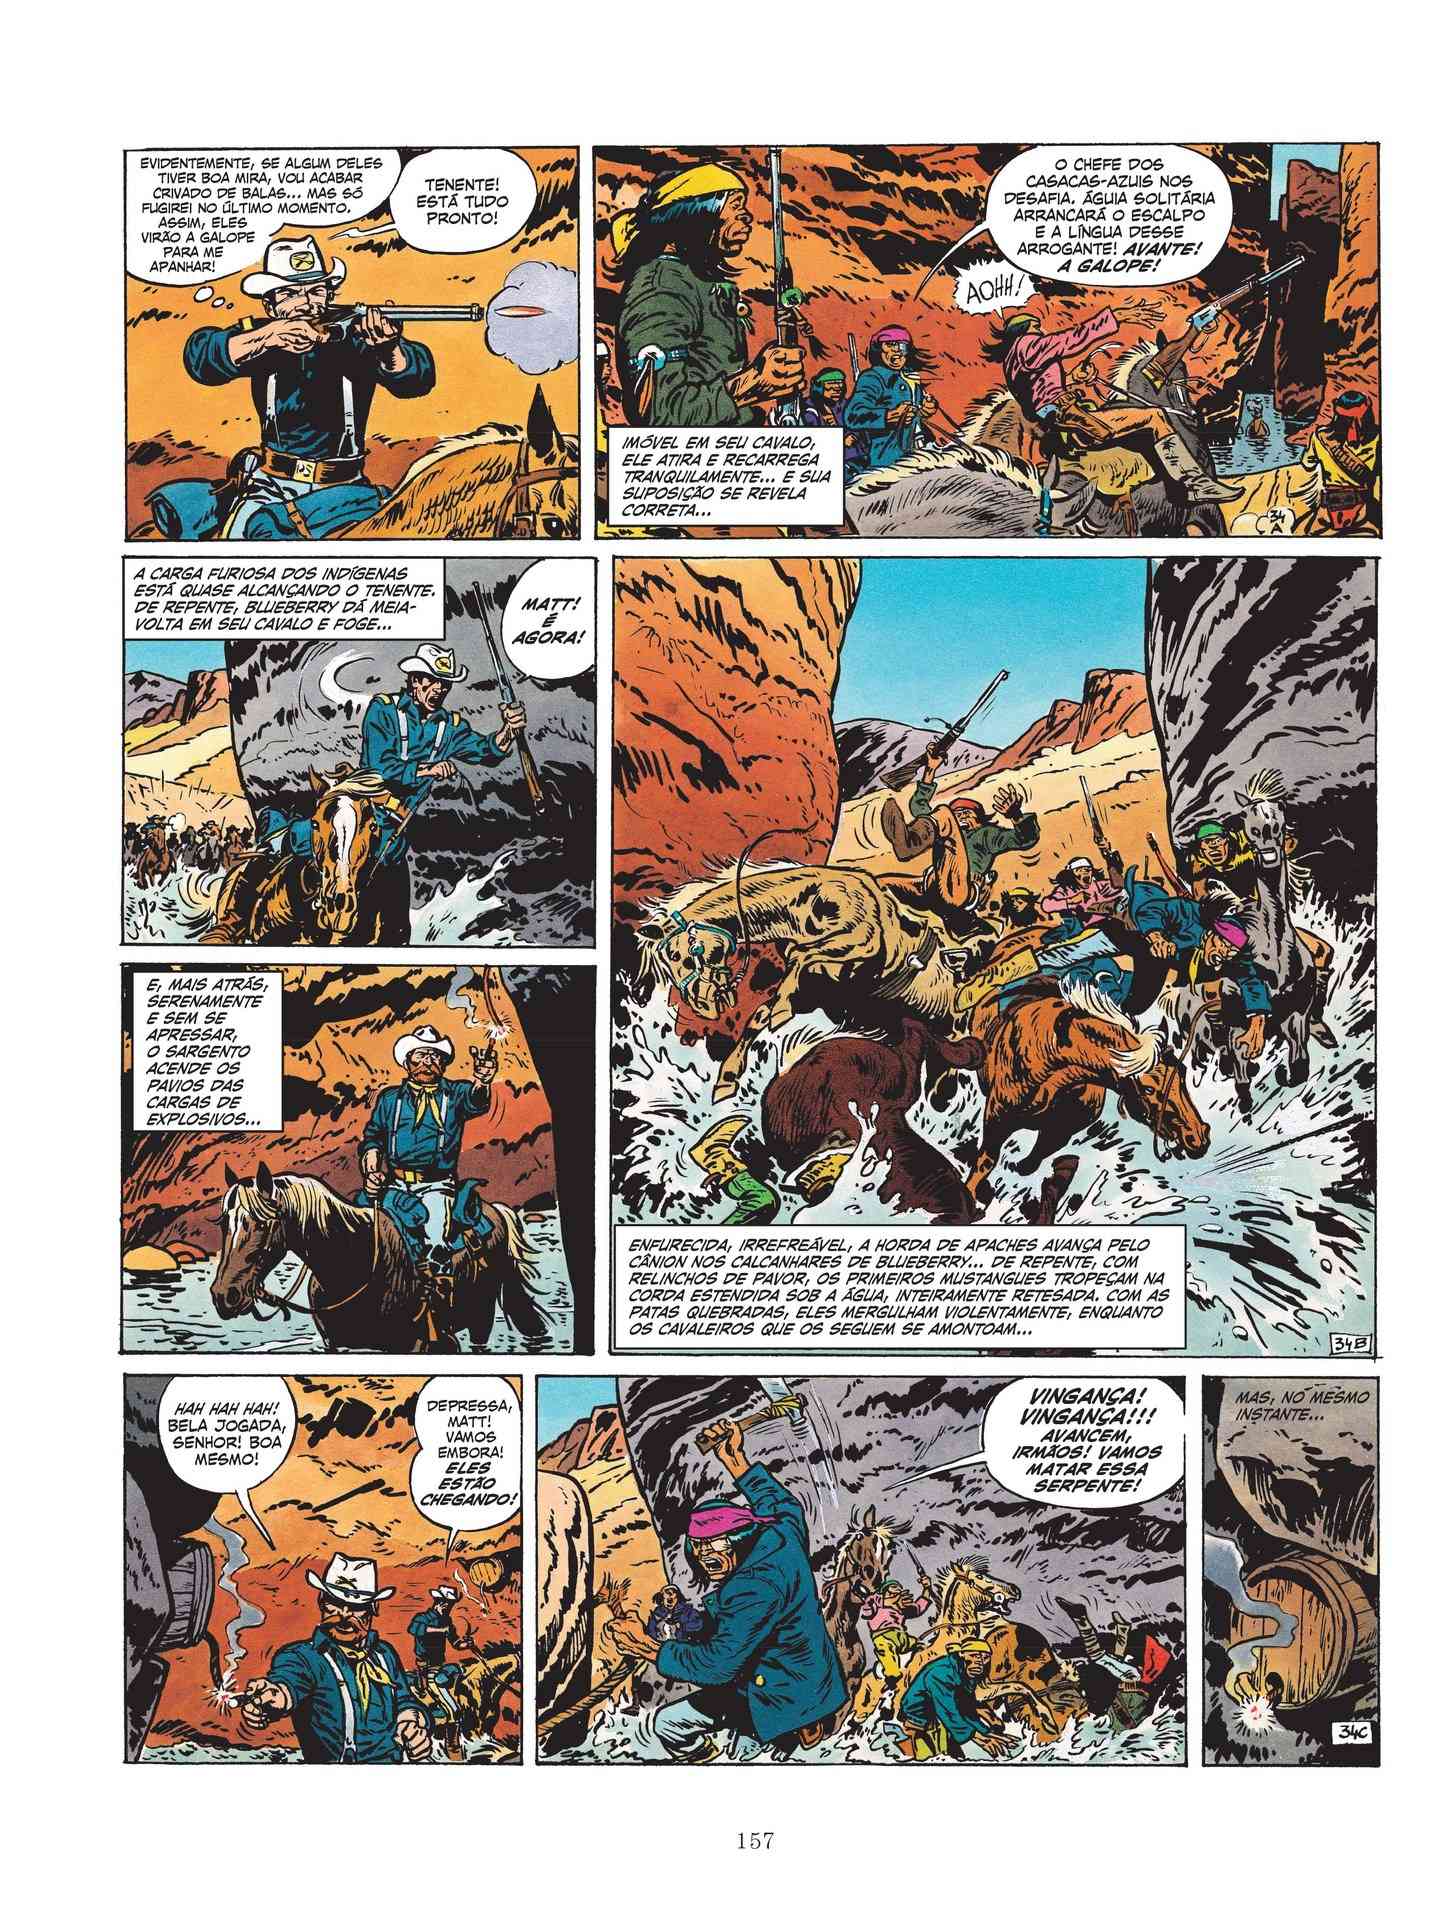 EVIDENTEMENTE, SE ALGUM DELES
TIVER BOA MIRA, VOU ACABAR
CRIVADO DE BALAS... MAS SÓ
FUGIREI NO ÚLTIMO MOMENTO.
ASSIM, ELES
VIRÃO A GALOPE
PARA ME
APANHAR!
TENENTE!
ESTÁ TUDO
PRONTO!
O CHEFE DOS
CASACAS-AZUIS NOS
DESAFIA. ÁGUIA SOLITÁRIA
ARRANCARÁ O ESCALPO
E A LÍNGUA DESSE
ARROGANTE! AVANTE!
A GALOPE!
AOHH!
IMÓVEL EM SEU CAVALO,
ELE ATIRA E RECARREGA
TRANQUILAMENTE... E SUA
SUPOSIÇÃO SE REVELA
CORRETA...
34
A
A CARGA FURIOSA DOS INDÍGENAS
ESTÁ QUASE ALCANÇANDO O TENENTE.
DE REPENTE, BLUEBERRY DÁ MEIA-
VOLTA EM SEU CAVALO E FOGE...
MATT!
É
AGORA!
E, MAIS ATRÁS,
SERENAMENTE
E SEM SE
APRESSAR,
O SARGENTO
ACENDE OS
PAVIOS DAS
CARGAS DE
EXPLOSIVOS...
ENFURECIDA, IRREFREÁVEL, A HORDA DE APACHES AVANÇA PELO
CÂNION NOS CALCANHARES DE BLUEBERRY... DE REPENTE, COM
RELINCHOS DE PAVOR, OS PRIMEIROS MUSTANGUES TROPEÇAM NA
CORDA ESTENDIDA SOB A ÁGUA, INTEIRAMENTE RETESADA. COM AS
PATAS QUEBRADAS, ELES MERGULHAM VIOLENTAMENTE, ENQUANTO
OS CAVALEIROS QUE OS SEGUEM SE AMONTOAM...
34B
HAH HAH HAH!
BELA JOGADA,
SENHOR! BOA
MESMO!
DEPRESSA,
MATT!
VAMOS
EMBORA!
ELES
ESTÃO
CHEGANDO!
VINGANÇA!
VINGANÇA!!!
AVANCEM,
IRMÃOS! VAMOS
MATAR ESSA
SERPENTE!
MAS, NO MESMO
INSTANTE...
34C
157